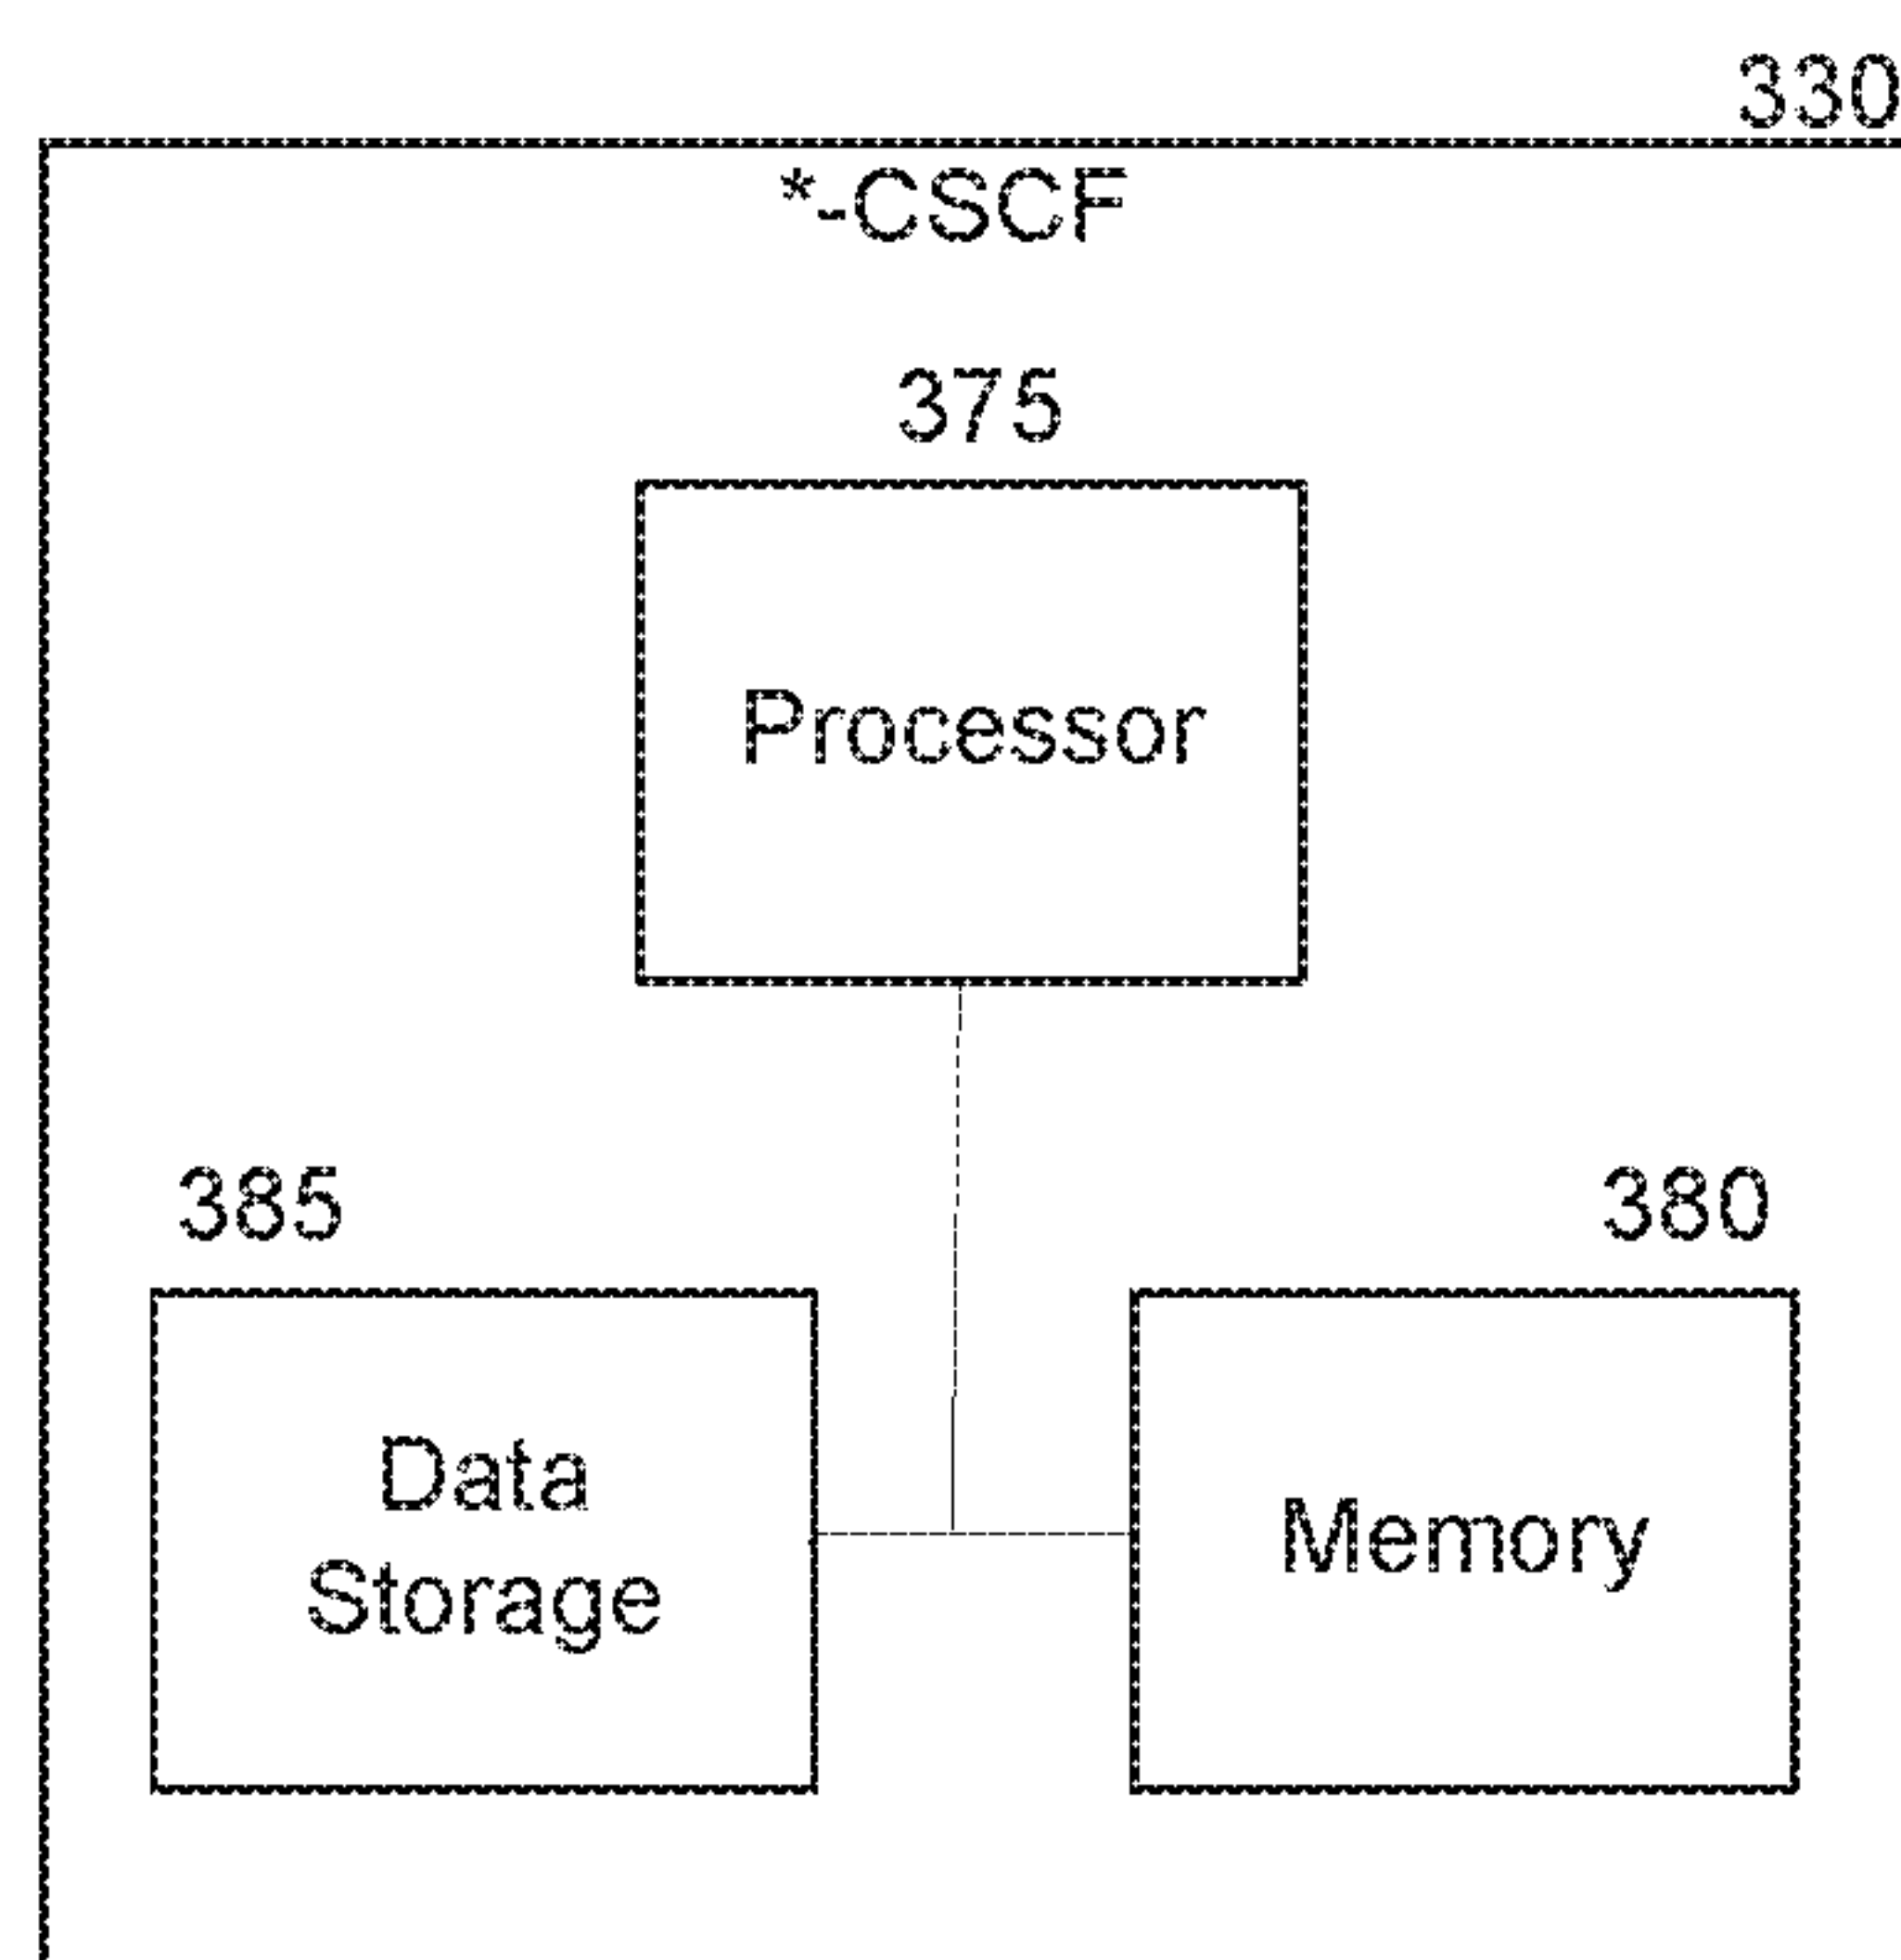 330
*-CSCF
375
Processor
385
380
Data
Storage
Memory